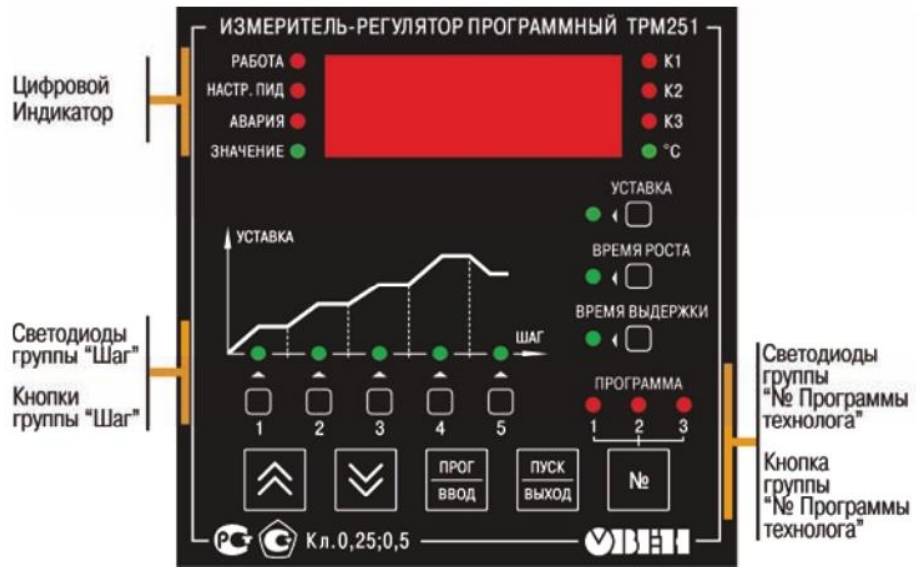 ИЗМЕРИТЕЛЬ-РЕГУЛЯТОР ПРОГРАММНЫЙ ТРМ251
РАБОТА
НАСТР. ПИД
АВАРИЯ
ЗНАЧЕНИЕ
К1
К2
К3
°С
Цифровой
Индикатор
УСТАВКА
ВРЕМЯ РОСТА
ВРЕМЯ ВЫДЕРЖКИ
УСТАВКА
ШАГ
Светодиоды
группы "Шаг"
Кнопки
группы "Шаг"
1 2 3 4 5
ПРОГРАММА
1 2 3
Светодиоды
группы
"№ Программы
технолога"
Кнопка
группы
"№ Программы
технолога"
ПРОГ
ВВОД
ПУСК
ВЫХОД
№
РС
Кл.0,25;0,5
ОВЕН